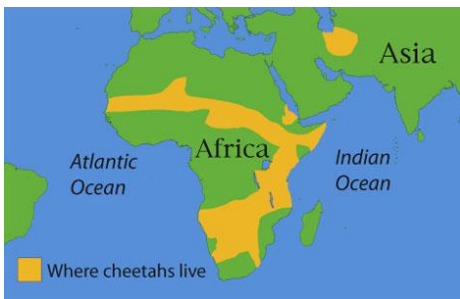 Asia
Africa
Atlantic
Ocean
Indian
Ocean
Where cheetahs live